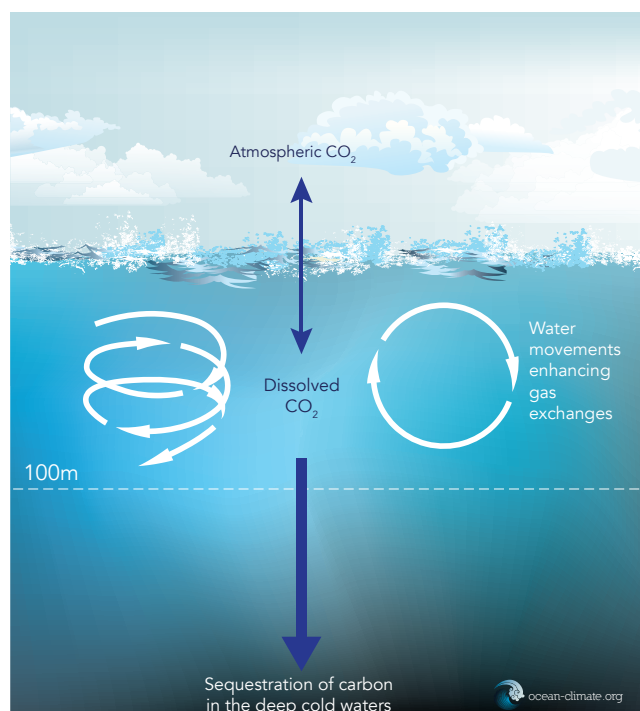 Atmospheric CO₂
Water
movements
enhancing
gas
exchanges
Dissolved
CO₂
100m
Sequestration of carbon
in the deep cold waters
ocean-climate.org